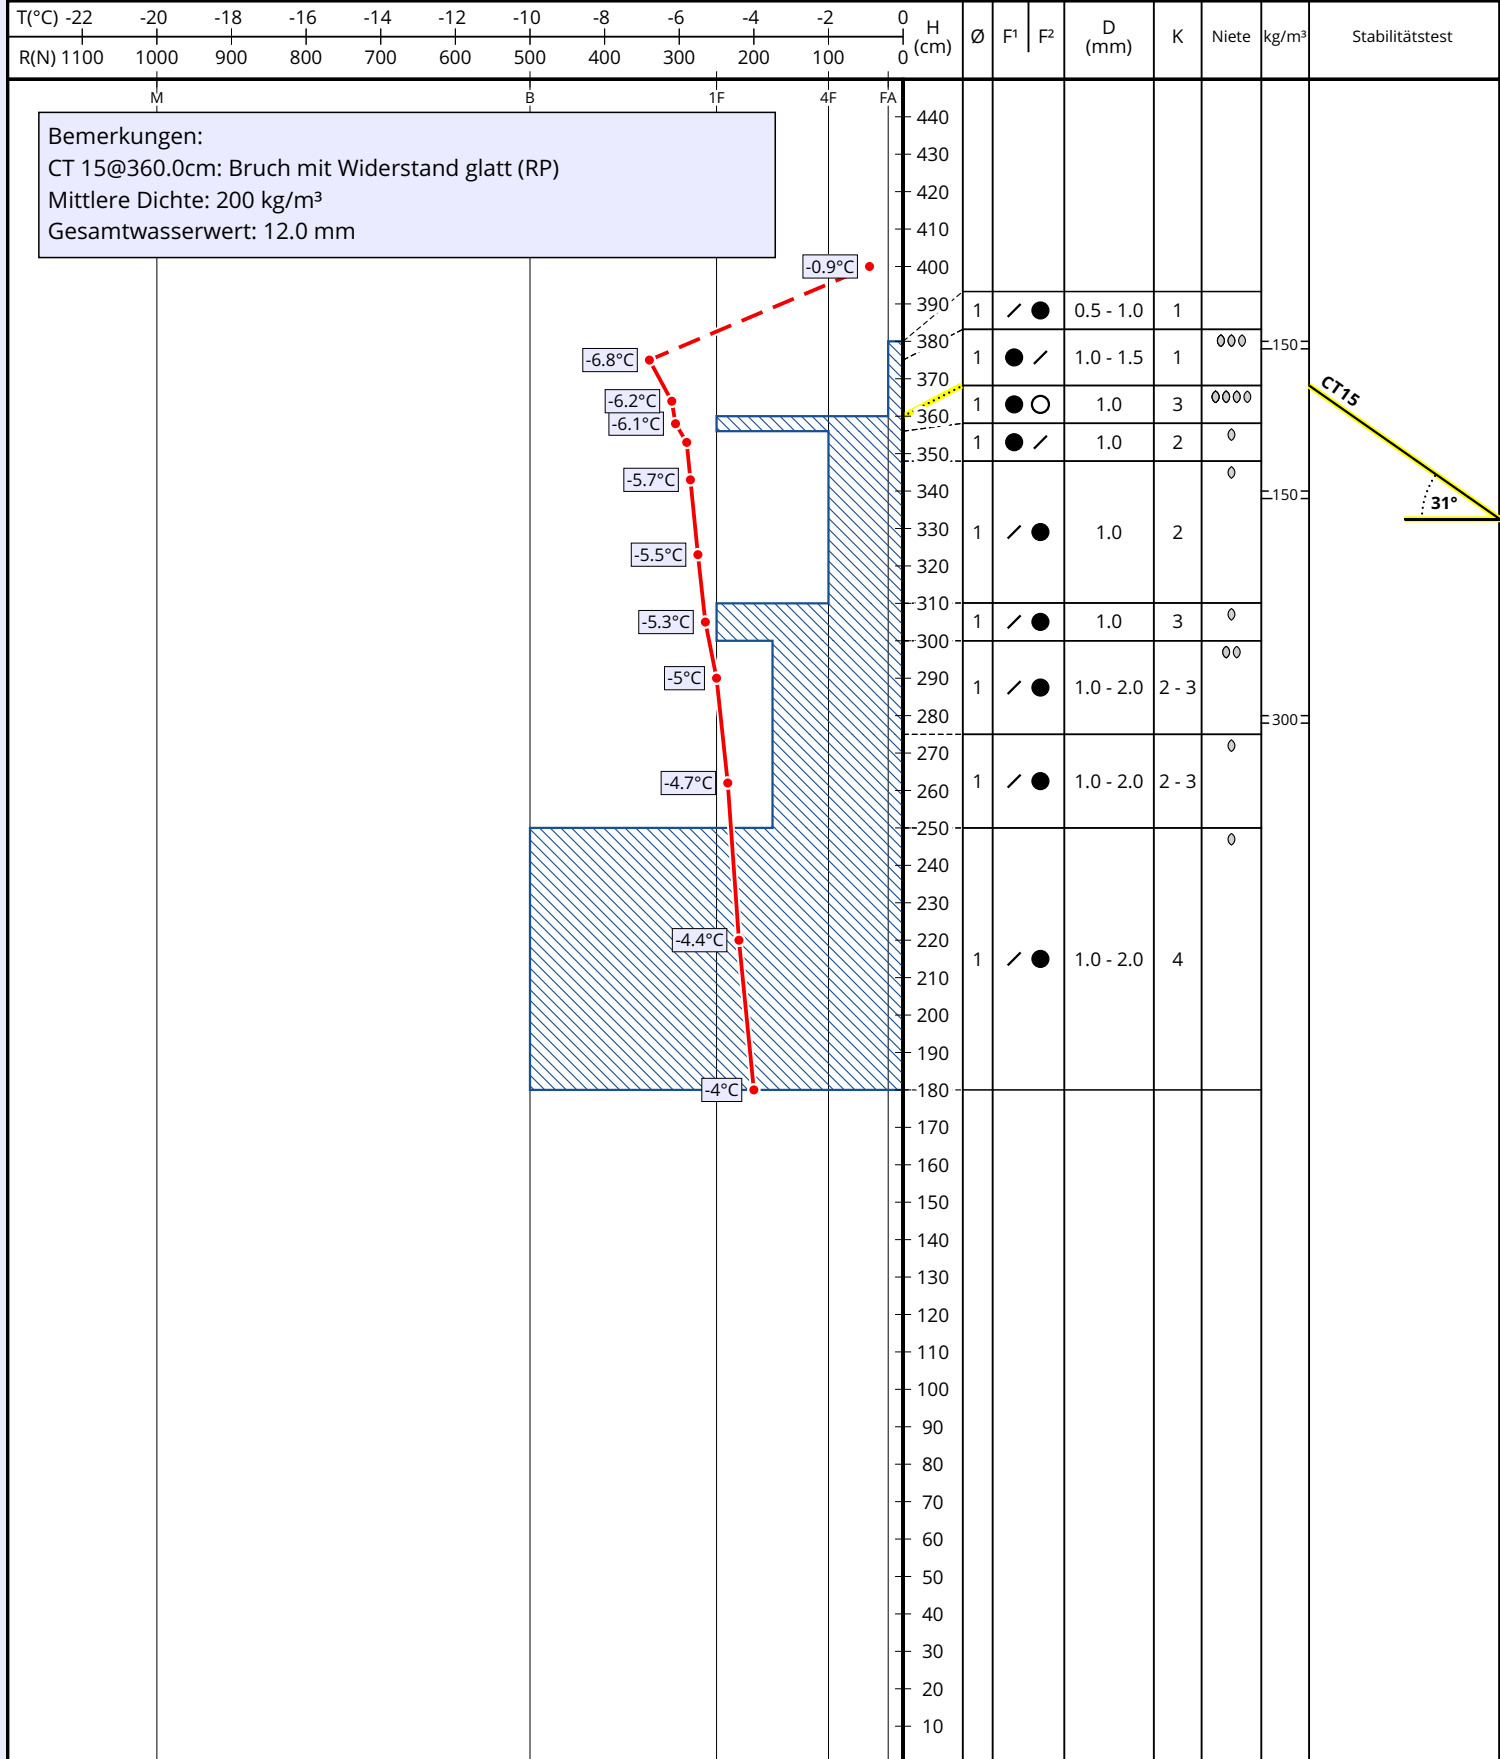 T(°C) -22 -20 -18 -16 -14 -12 -10 -8 -6 -4 -2 0
R(N) 1100 1000 900 800 700 600 500 400 300 200 100 0
H (cm) Ø F¹ F² D (mm) K Niete kg/m³ Stabilitätstest
M B 1F 4F FA
Bemerkungen:
CT 15@360.0cm: Bruch mit Widerstand glatt (RP)
Mittlere Dichte: 200 kg/m³
Gesamtwasserwert: 12.0 mm
440
430
420
410
-0.9°C 400
390
1 0.5 - 1.0 1
380 150
-6.8°C 1 1.0 - 1.5 1
370
CT15
-6.2°C 1 1.0 3
360
-6.1°C
1 1.0 2
350
-5.7°C
340 150
31°
330 1 1.0 2
-5.5°C
320
310
-5.3°C 1 1.0 3
300
-5°C 290 1 1.0 - 2.0 2 - 3
280 300
270
-4.7°C 1 1.0 - 2.0 2 - 3
260
250
240
230
-4.4°C 220
1 1.0 - 2.0 4
210
200
190
-4°C 180
170
160
150
140
130
120
110
100
90
80
70
60
50
40
30
20
10